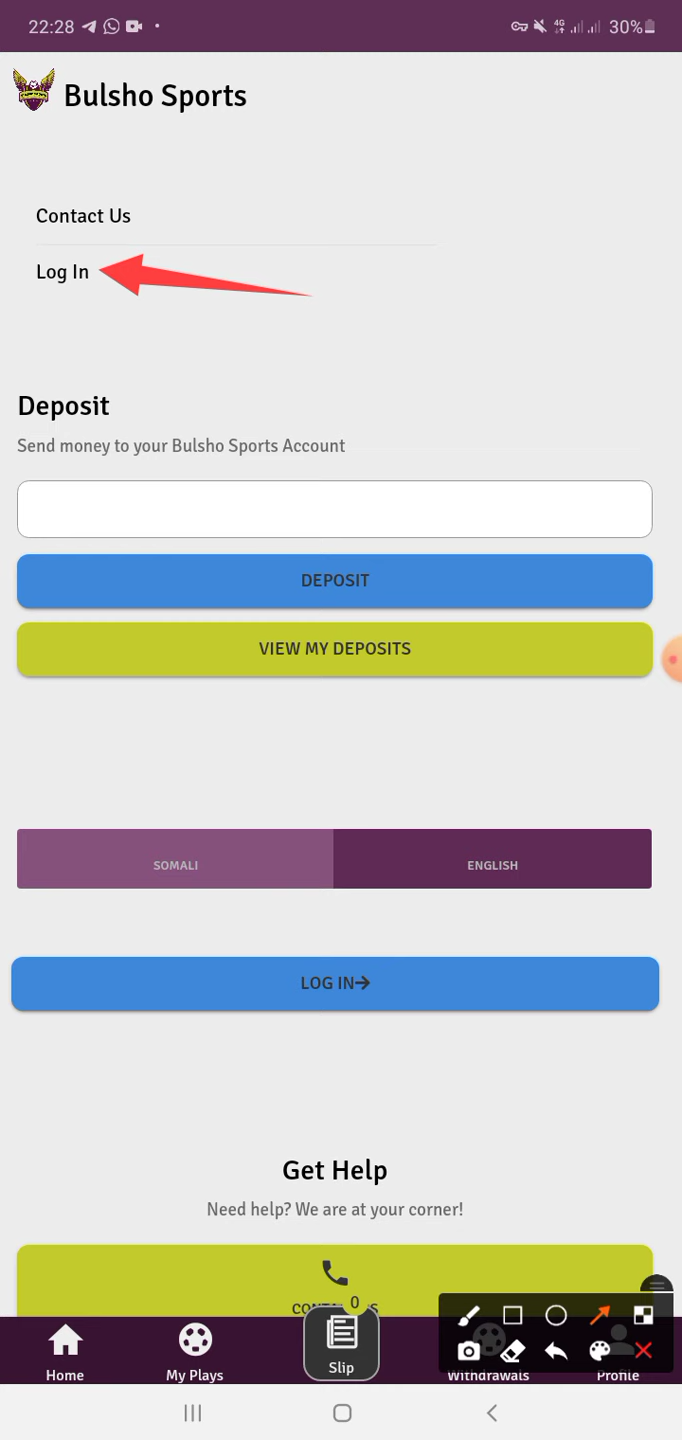 22:28
4G
30%
Bulsho Sports
Contact Us
Log In
Deposit
Send money to your Bulsho Sports Account
DEPOSIT
VIEW MY DEPOSITS
SOMALI
ENGLISH
LOG IN
Get Help
Need help? We are at your corner!
0
Home
My Plays
Slip
Withdrawals
Profile